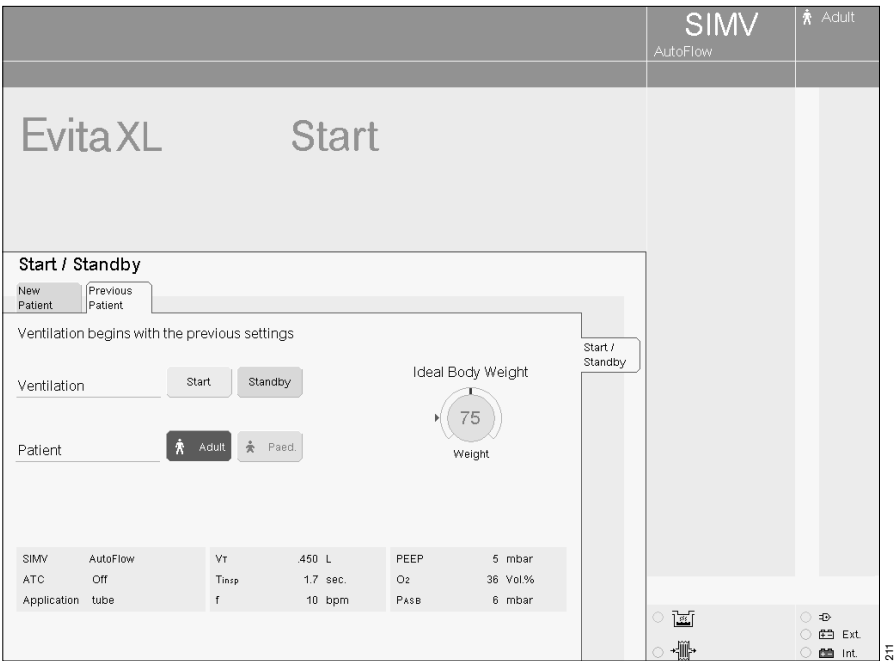 SIMV
AutoFlow
Adult
Evita XL Start
Start / Standby
New Patient
Previous Patient
Ventilation begins with the previous settings
Start / Standby
Ventilation Start Standby
Ideal Body Weight
75
Weight
Patient Adult Paed.
SIMV AutoFlow VT .450 L PEEP 5 mbar
ATC Off Tinsp 1.7 sec. O2 36 Vol.%
Application tube f 10 bpm PASB 6 mbar
Ext.
Int.
211